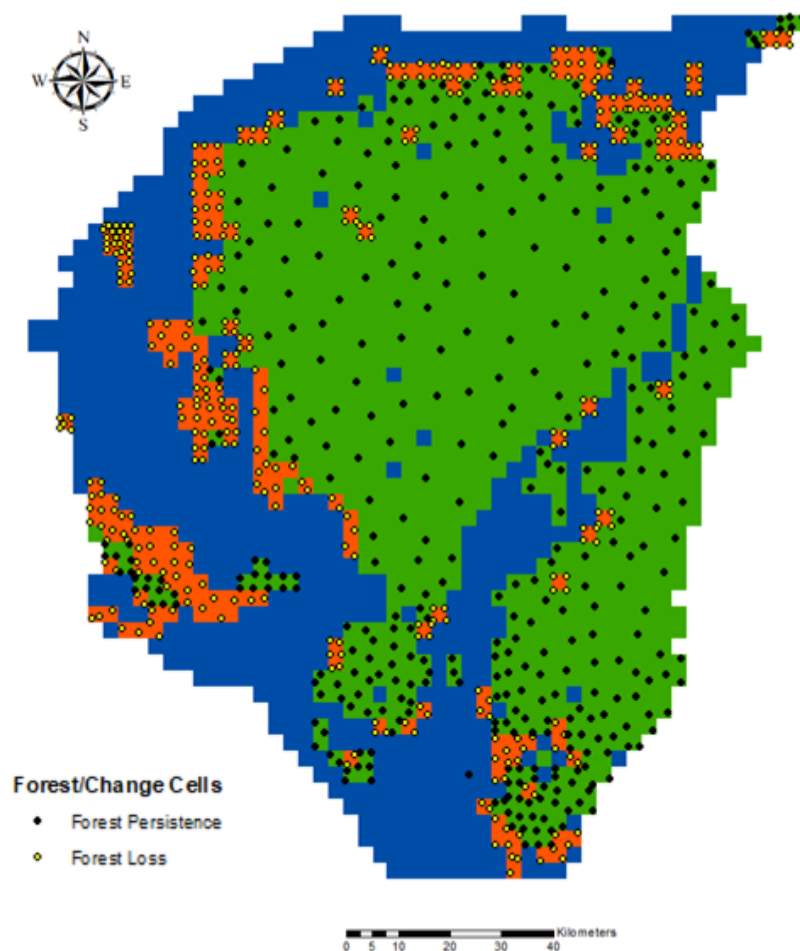 N
W E
S
Forest/Change Cells
Forest Persistence
Forest Loss
Kilometers
0 5 10 20 30 40